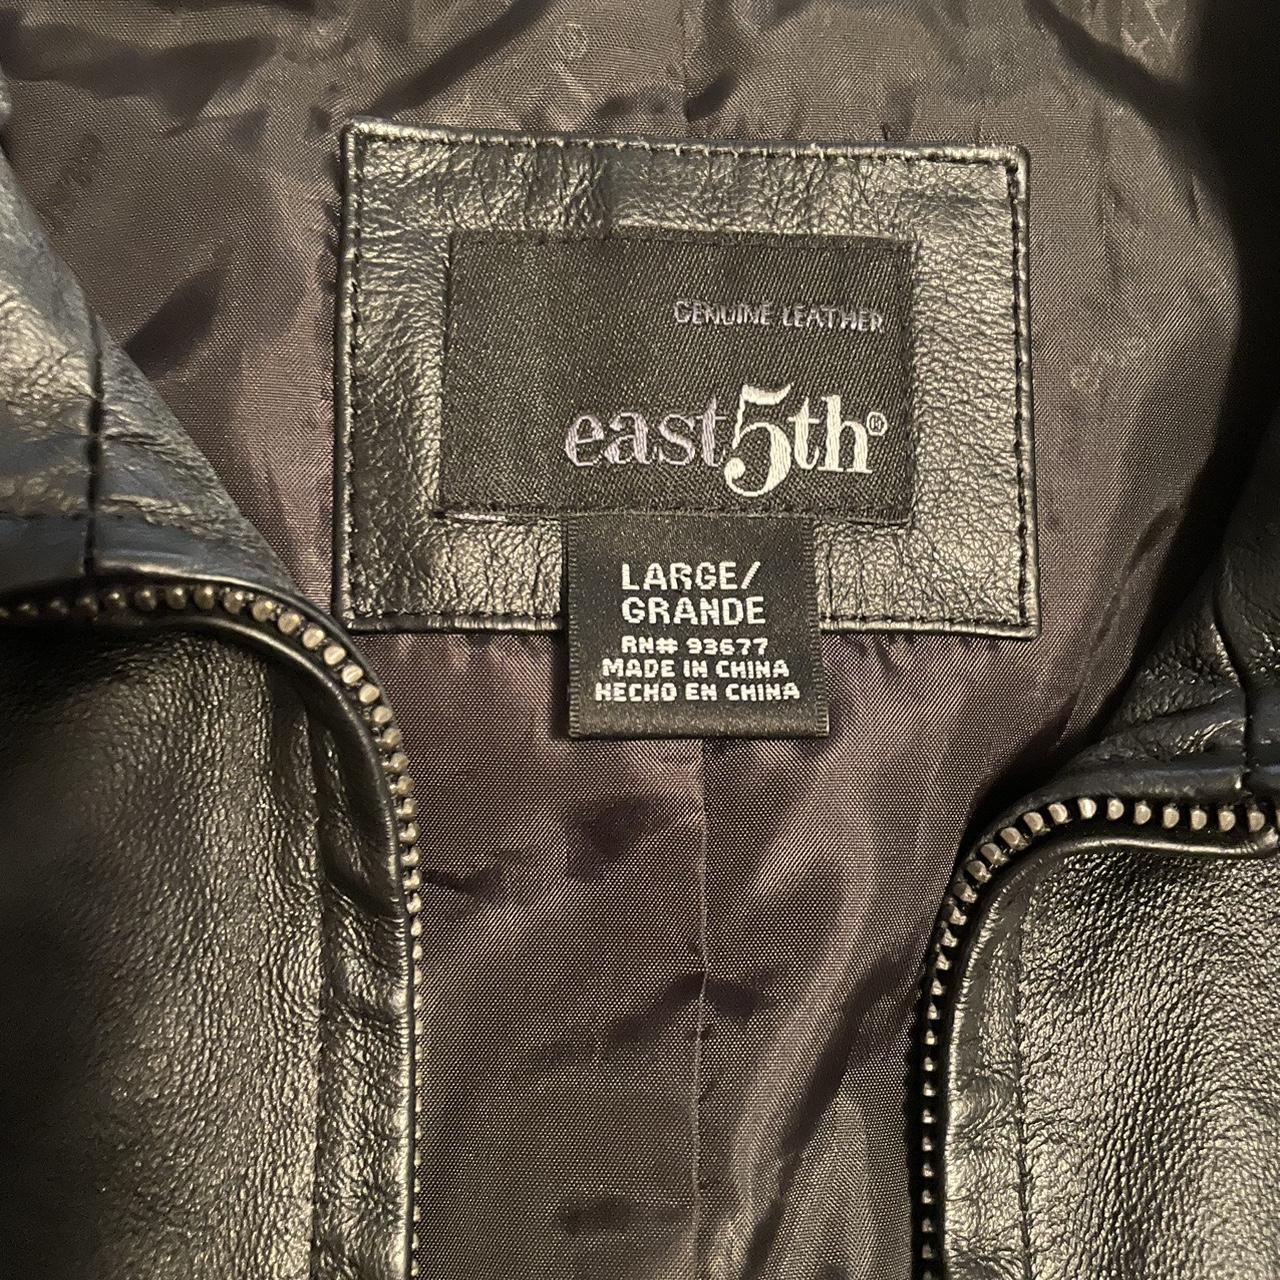 GENUINE LEATHER
east5th®
LARGE/
GRANDE
RN# 93677
MADE IN CHINA
HECHO EN CHINA